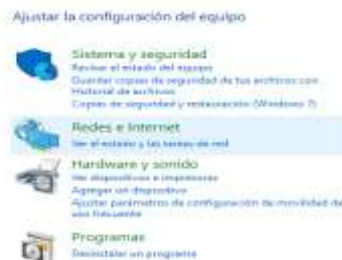 Ajustar la configuración del equipo
Sistema y seguridad
Revisar el estado del equipo
Guardar copias de seguridad de tus archivos con
Historial de archivos
Copias de seguridad y restauración (Windows 7)
Redes e Internet
Ver el estado y las tareas de red
Hardware y sonido
Ver dispositivos e impresoras
Agregar un dispositivo
Ajustar parámetros de configuración de movilidad de
uso frecuente
Programas
Desinstalar un programa